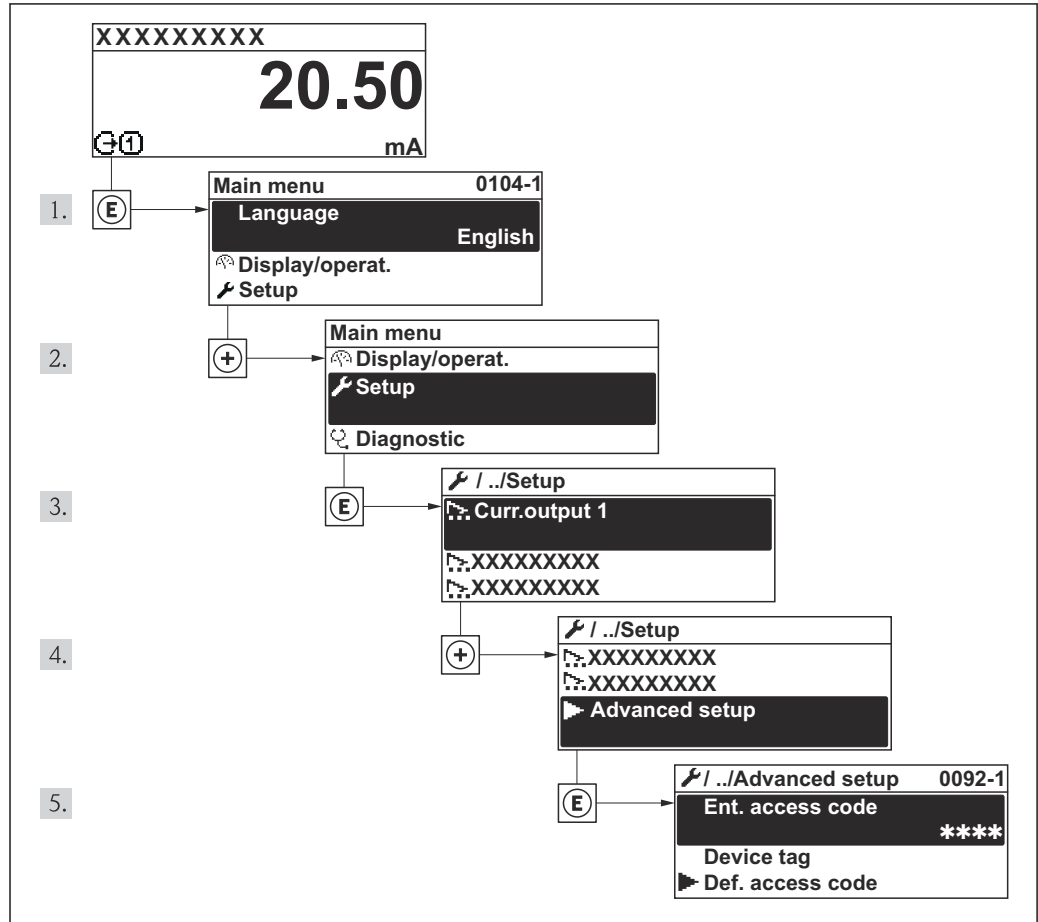 XXXXXXXXX
20.50
1 mA
1. E
Main menu 0104-1
Language
English
Display/operat.
Setup
2. +
Main menu
Display/operat.
Setup
Diagnostic
3. E
/ ../Setup
Curr.output 1
XXXXXXXXX
XXXXXXXXX
4. +
/ ../Setup
XXXXXXXXX
XXXXXXXXX
Advanced setup
5. E
/ ../Advanced setup 0092-1
Ent. access code
****
Device tag
Def. access code